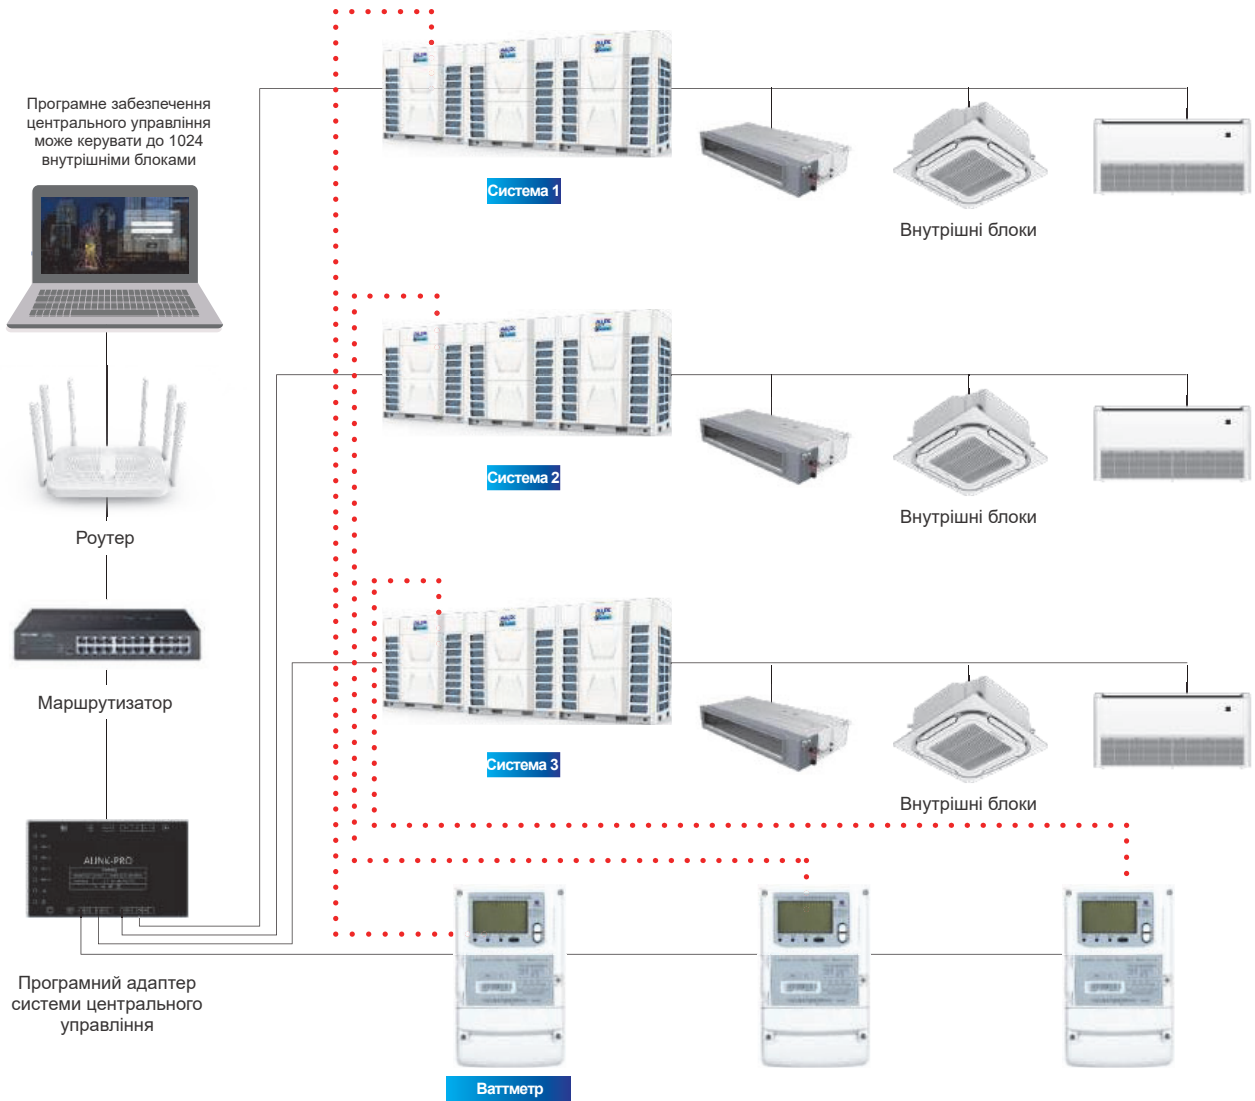 Програмне забезпечення
центрального управління
може керувати до 1024
внутрішніми блоками
Роутер
Маршрутизатор
ALINK-PRO
Програмний адаптер
системи центрального
управління
Система 1
Внутрішні блоки
Система 2
Внутрішні блоки
Система 3
Внутрішні блоки
Ваттметр